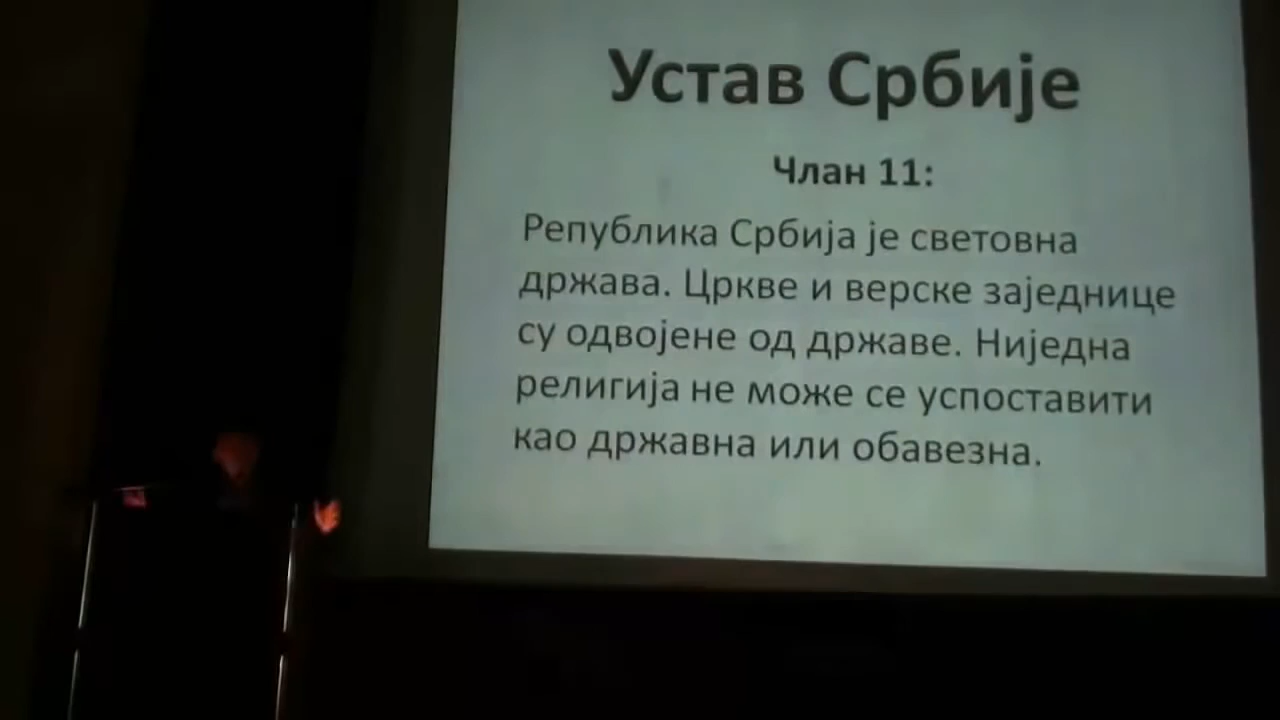 Устав Србије
Члан 11:
Република Србија је световна
држава. Цркве и верске заједнице
су одвојене од државе. Ниједна
религија не може се успоставити
као државна или обавезна.